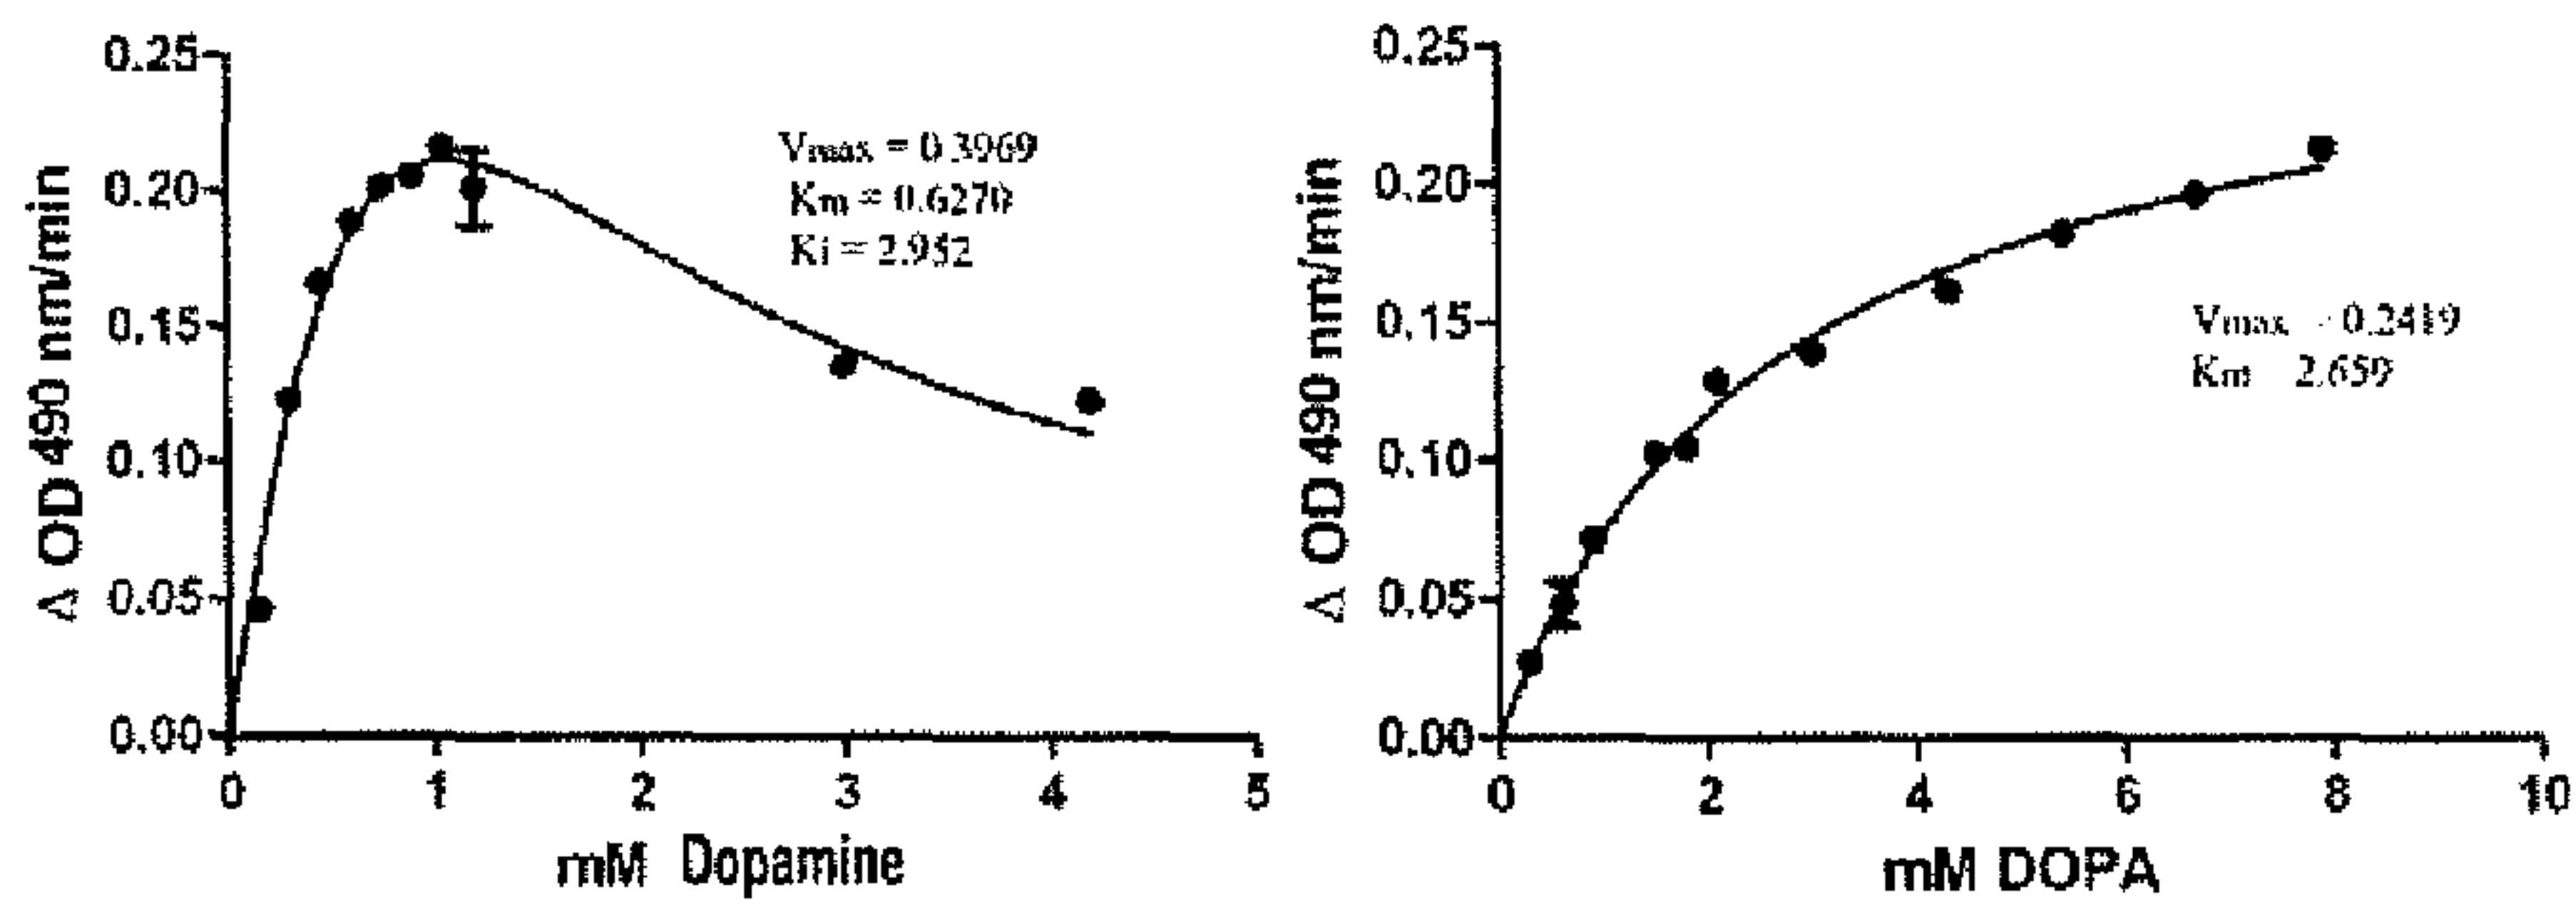 0.25
0.20
0.15
0.10
0.05
0.00
0 1 2 3 4 5
Δ OD 490 nm/min
mM Dopamine
Vmax = 0.3969
Km = 0.6270
Ki = 2.952
0.25
0.20
0.15
0.10
0.05
0.00
0 2 4 6 8 10
Δ OD 490 nm/min
mM DOPA
Vmax - 0.2419
Km 2.659